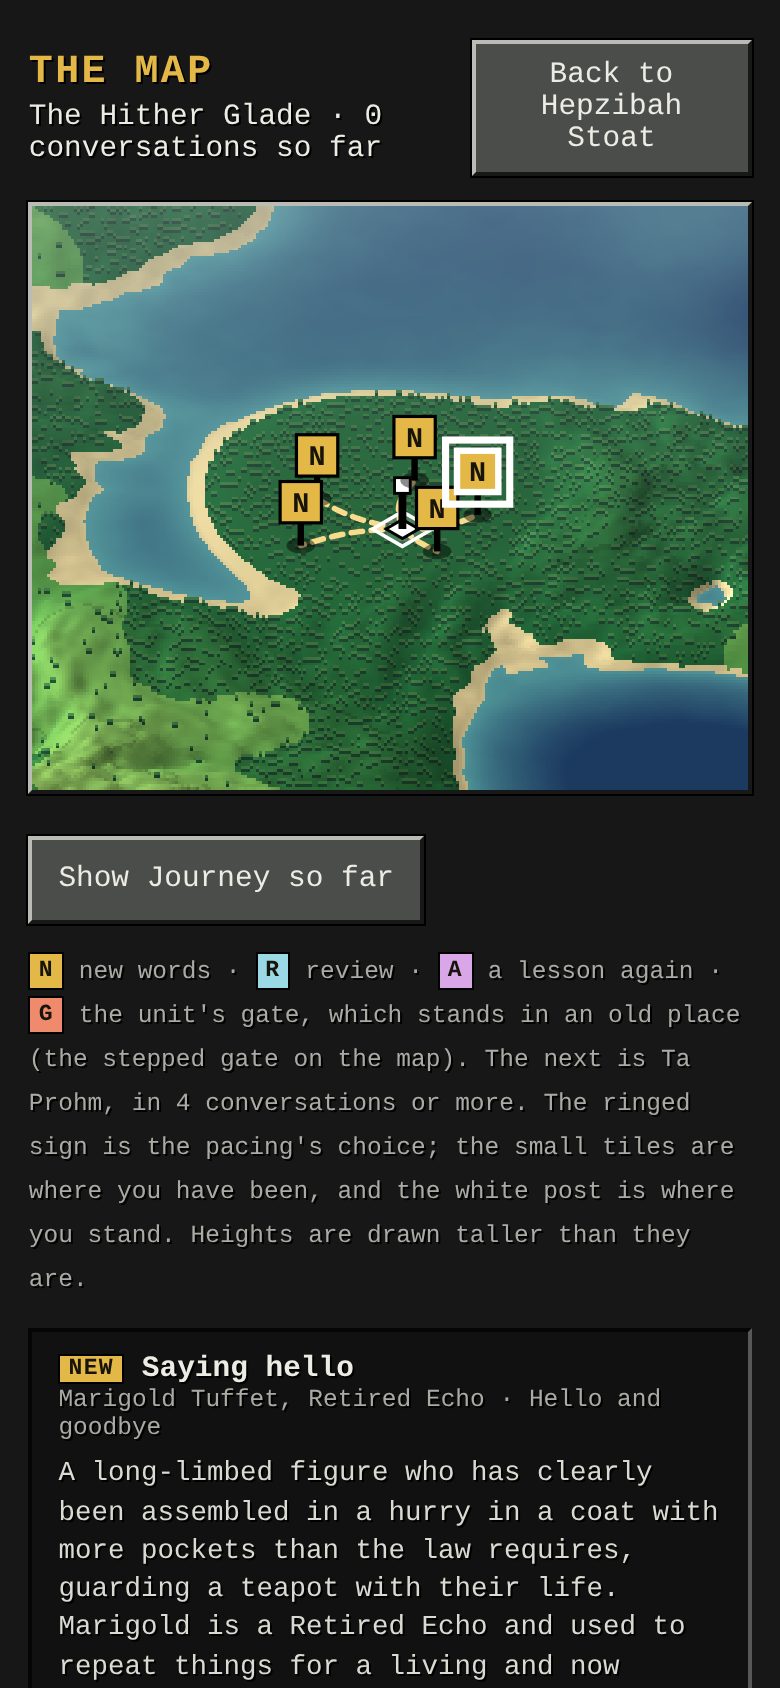 THE MAP
The Hither Glade · 0
conversations so far
Back to
Hepzibah
Stoat
N
N
N
N
N
Show Journey so far
N new words · R review · A a lesson again ·
G the unit's gate, which stands in an old place
(the stepped gate on the map). The next is Ta
Prohm, in 4 conversations or more. The ringed
sign is the pacing's choice; the small tiles are
where you have been, and the white post is where
you stand. Heights are drawn taller than they
are.
NEW Saying hello
Marigold Tuffet, Retired Echo · Hello and
goodbye
A long-limbed figure who has clearly
been assembled in a hurry in a coat with
more pockets than the law requires,
guarding a teapot with their life.
Marigold is a Retired Echo and used to
repeat things for a living and now